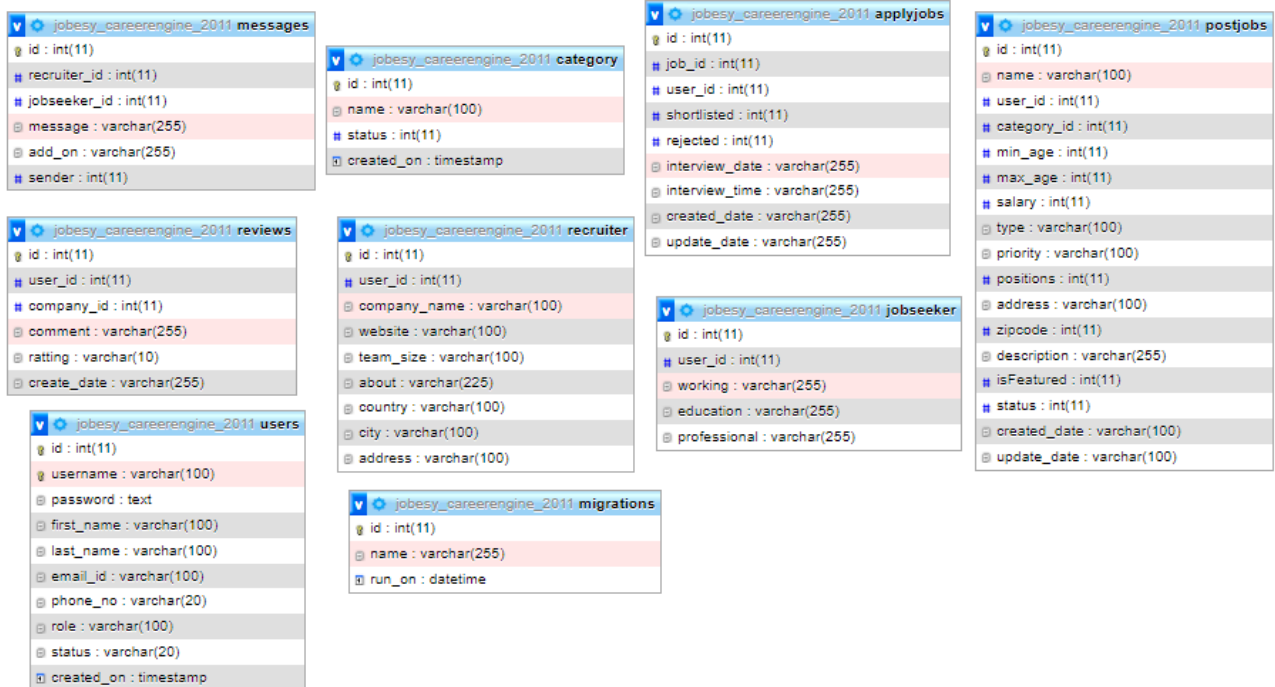 jobesy_careerengine_2011 messages
id : int(11)
recruiter_id : int(11)
jobseeker_id : int(11)
message : varchar(255)
add_on : varchar(255)
sender : int(11)
jobesy_careerengine_2011 category
id : int(11)
name : varchar(100)
status : int(11)
created_on : timestamp
jobesy_careerengine_2011 applyjobs
id : int(11)
job_id : int(11)
user_id : int(11)
shortlisted : int(11)
rejected : int(11)
interview_date : varchar(255)
interview_time : varchar(255)
created_date : varchar(255)
update_date : varchar(255)
jobesy_careerengine_2011 postjobs
id : int(11)
name : varchar(100)
user_id : int(11)
category_id : int(11)
min_age : int(11)
max_age : int(11)
salary : int(11)
type : varchar(100)
priority : varchar(100)
positions : int(11)
address : varchar(100)
zipcode : int(11)
description : varchar(255)
isFeatured : int(11)
status : int(11)
created_date : varchar(100)
update_date : varchar(100)
jobesy_careerengine_2011 reviews
id : int(11)
user_id : int(11)
company_id : int(11)
comment : varchar(255)
ratting : varchar(10)
create_date : varchar(255)
jobesy_careerengine_2011 recruiter
id : int(11)
user_id : int(11)
company_name : varchar(100)
website : varchar(100)
team_size : varchar(100)
about : varchar(225)
country : varchar(100)
city : varchar(100)
address : varchar(100)
jobesy_careerengine_2011 jobseeker
id : int(11)
user_id : int(11)
working : varchar(255)
education : varchar(255)
professional : varchar(255)
jobesy_careerengine_2011 users
id : int(11)
username : varchar(100)
password : text
first_name : varchar(100)
last_name : varchar(100)
email_id : varchar(100)
phone_no : varchar(20)
role : varchar(100)
status : varchar(20)
created_on : timestamp
jobesy_careerengine_2011 migrations
id : int(11)
name : varchar(255)
run_on : datetime